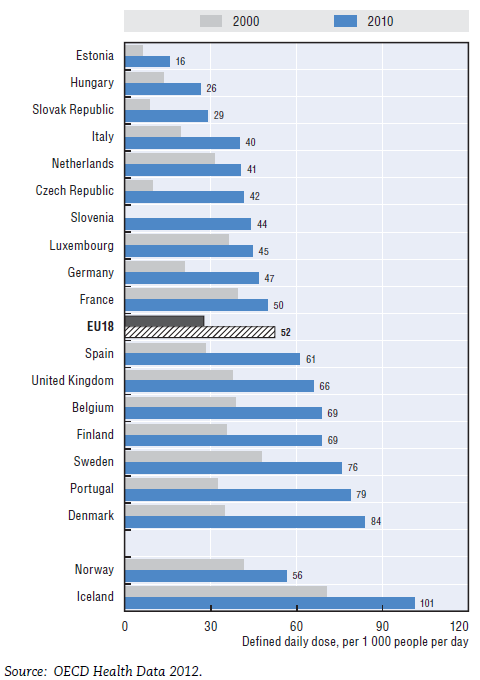 2000 2010
Estonia 16
Hungary 26
Slovak Republic 29
Italy 40
Netherlands 41
Czech Republic 42
Slovenia 44
Luxembourg 45
Germany 47
France 50
EU18 52
Spain 61
United Kingdom 66
Belgium 69
Finland 69
Sweden 76
Portugal 79
Denmark 84
Norway 56
Iceland 101
0 30 60 90 120
Defined daily dose, per 1 000 people per day
Source: OECD Health Data 2012.